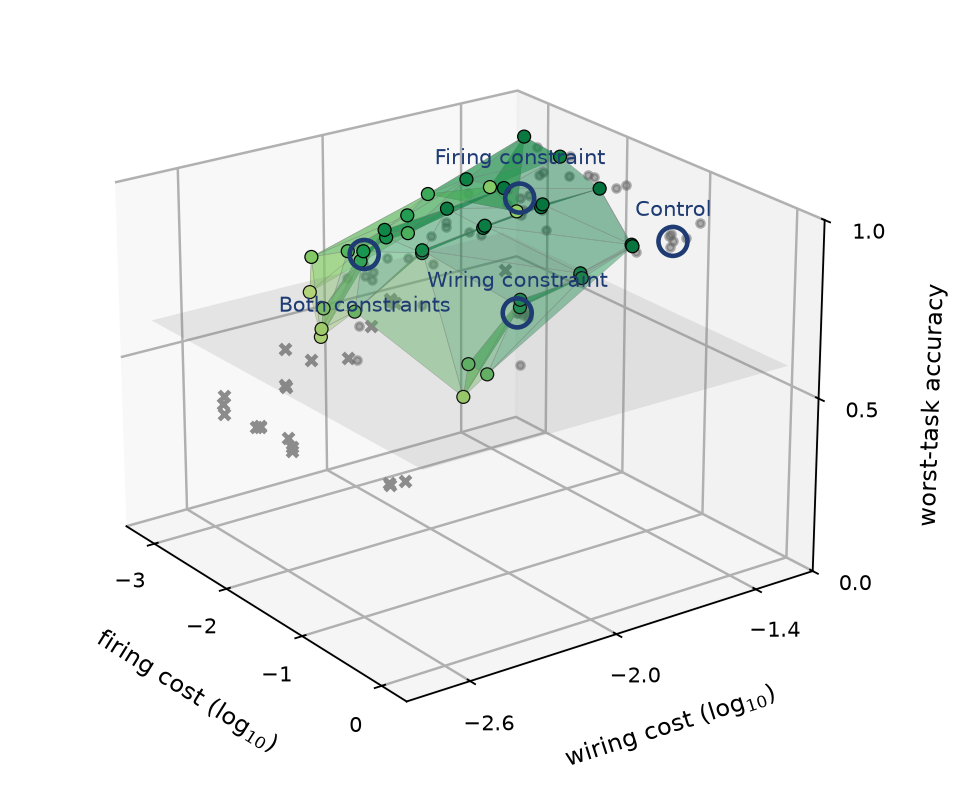 Firing constraint
Control
Wiring constraint
Both constraints
1.0
0.5
0.0
worst-task accuracy
−3
−2
−1
0
firing cost (log₁₀)
−2.6
−2.0
−1.4
wiring cost (log₁₀)